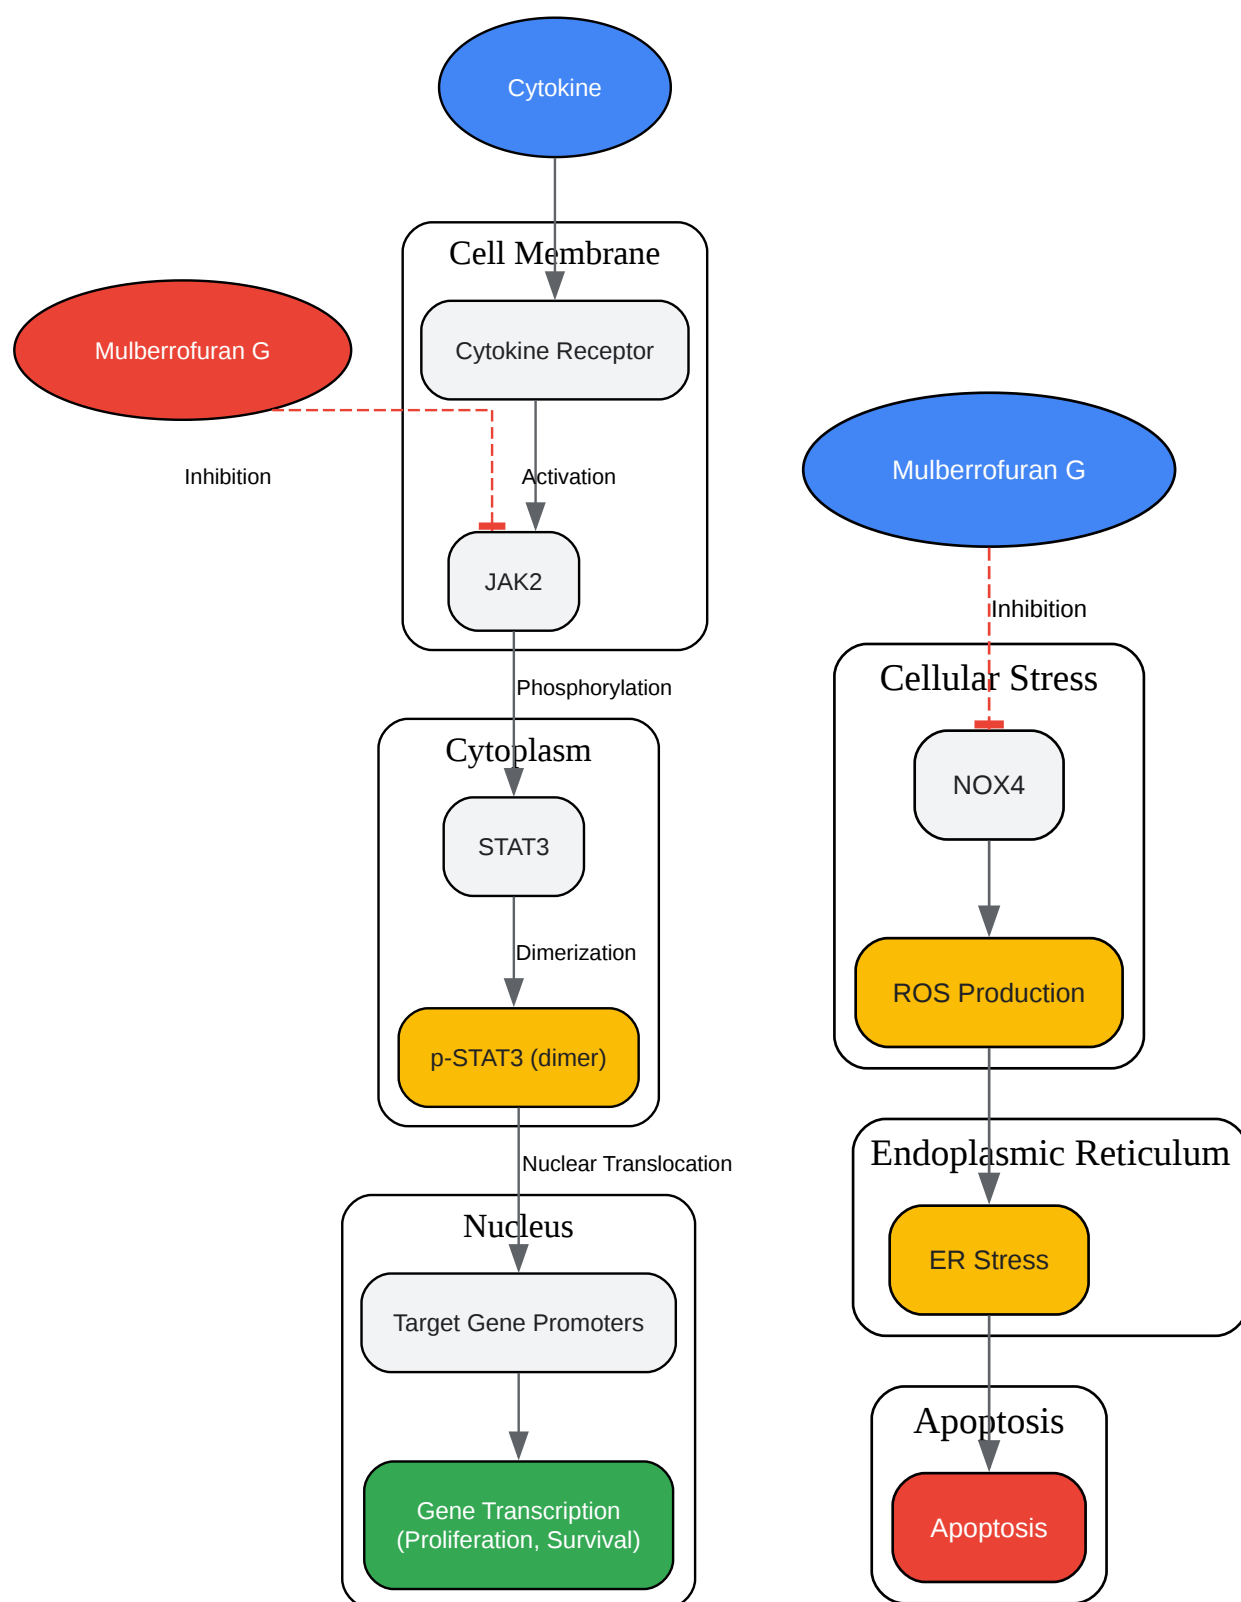 Cytokine
Cell Membrane
Mulberrofuran G
Cytokine Receptor
Inhibition
Activation
JAK2
Phosphorylation
Cytoplasm
STAT3
Dimerization
p-STAT3 (dimer)
Nuclear Translocation
Nucleus
Target Gene Promoters
Gene Transcription
(Proliferation, Survival)
Mulberrofuran G
Inhibition
Cellular Stress
NOX4
ROS Production
Endoplasmic Reticulum
ER Stress
Apoptosis
Apoptosis